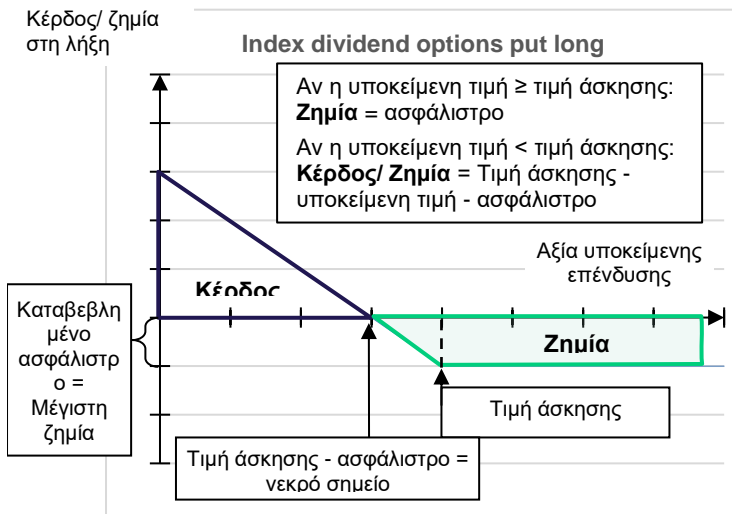 Κέρδος/ ζημία
στη λήξη
Index dividend options put long
Αν η υποκείμενη τιμή ≥ τιμή άσκησης:
Ζημία = ασφάλιστρο
Αν η υποκείμενη τιμή < τιμή άσκησης:
Κέρδος/ Ζημία = Τιμή άσκησης -
υποκείμενη τιμή - ασφάλιστρο
Αξία υποκείμενης
επένδυσης
Κέρδος
Καταβεβλη
μένο
ασφάλιστρ
ο =
Μέγιστη
ζημία
Ζημία
Τιμή άσκησης
Τιμή άσκησης - ασφάλιστρο =
νεκρό σημείο